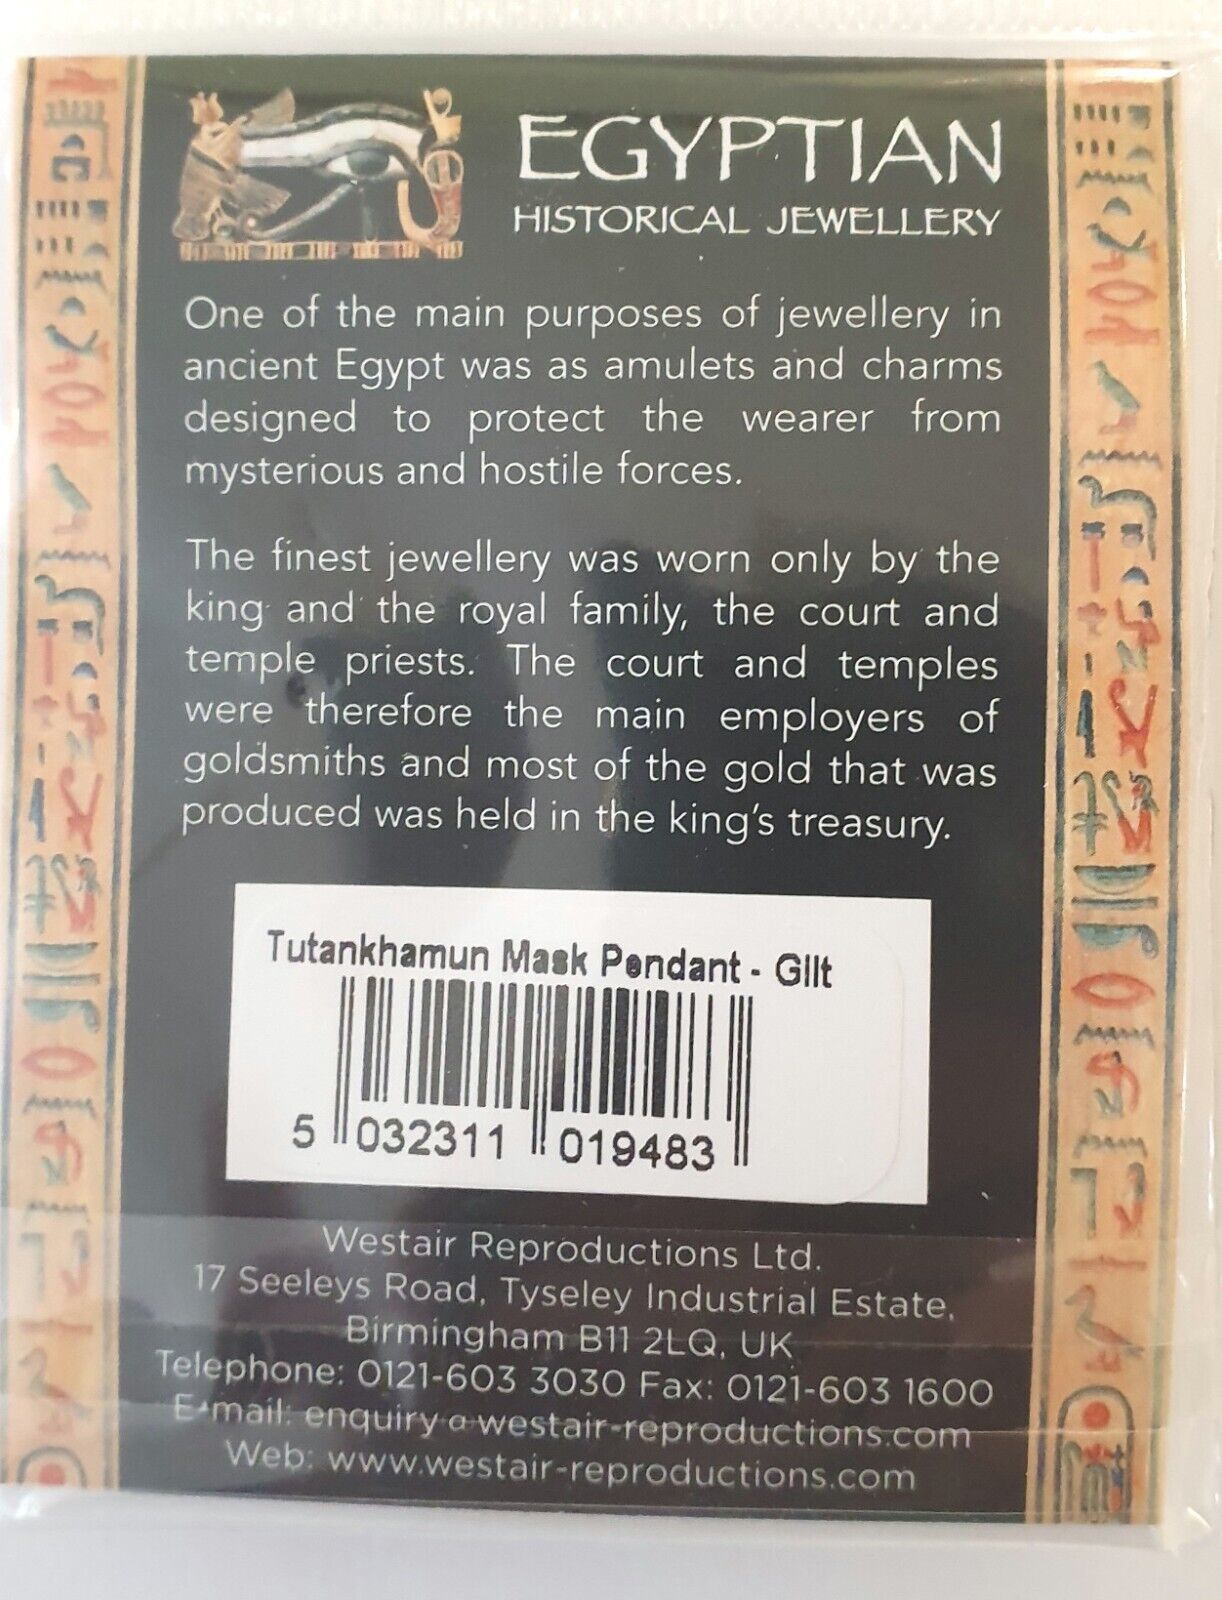 EGYPTIAN
HISTORICAL JEWELLERY
One of the main purposes of jewellery in
ancient Egypt was as amulets and charms
designed to protect the wearer from
mysterious and hostile forces.
The finest jewellery was worn only by the
king and the royal family, the court and
temple priests. The court and temples
were therefore the main employers of
goldsmiths and most of the gold that was
produced was held in the king's treasury.
Tutankhamun Mask Pendant - Gilt
5 032311 019483
Westair Reproductions Ltd.
17 Seeleys Road, Tyseley Industrial Estate,
Birmingham B11 2LQ, UK
Telephone: 0121-603 3030 Fax: 0121-603 1600
E-mail: enquiry@westair-reproductions.com
Web: www.westair-reproductions.com